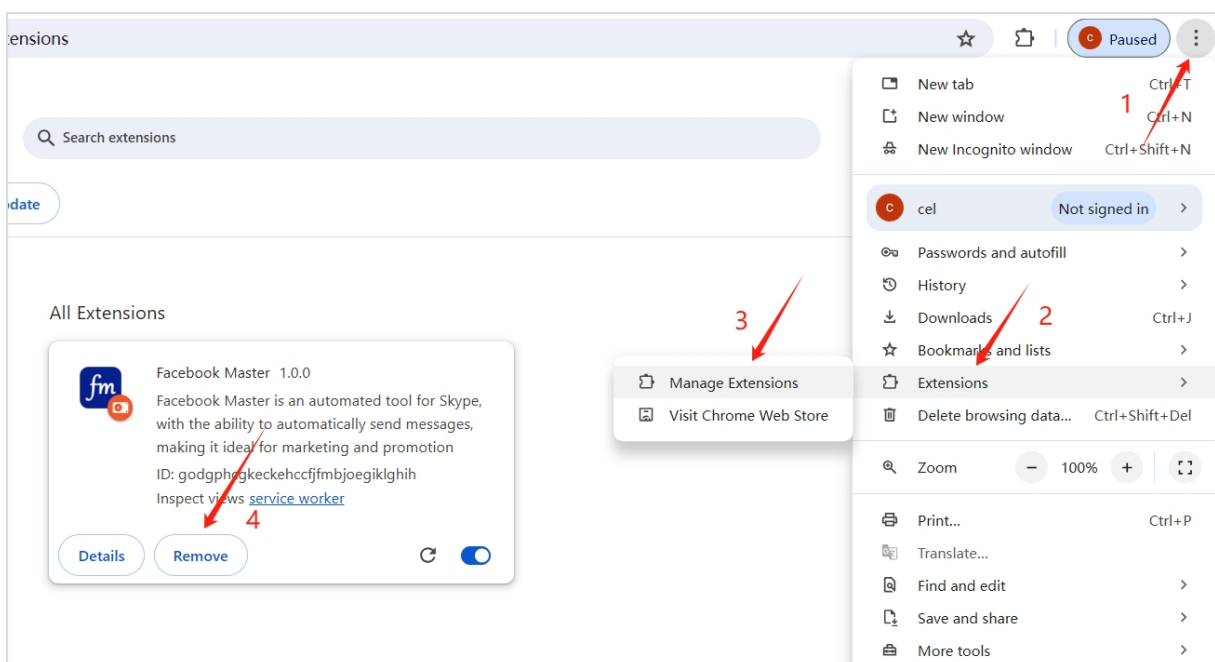 ensions
c Paused
1
New tab Ctrl+T
New window Ctrl+N
New Incognito window Ctrl+Shift+N
Search extensions
c cel Not signed in
date
Passwords and autofill
History
Downloads Ctrl+J
2
Bookmarks and lists
Extensions
Delete browsing data... Ctrl+Shift+Del
Zoom − 100% +
Print... Ctrl+P
Translate...
Find and edit
Save and share
More tools
3
Manage Extensions
Visit Chrome Web Store
All Extensions
fm
Facebook Master 1.0.0
Facebook Master is an automated tool for Skype,
with the ability to automatically send messages,
making it ideal for marketing and promotion
Inspect views service worker
4
Details Remove